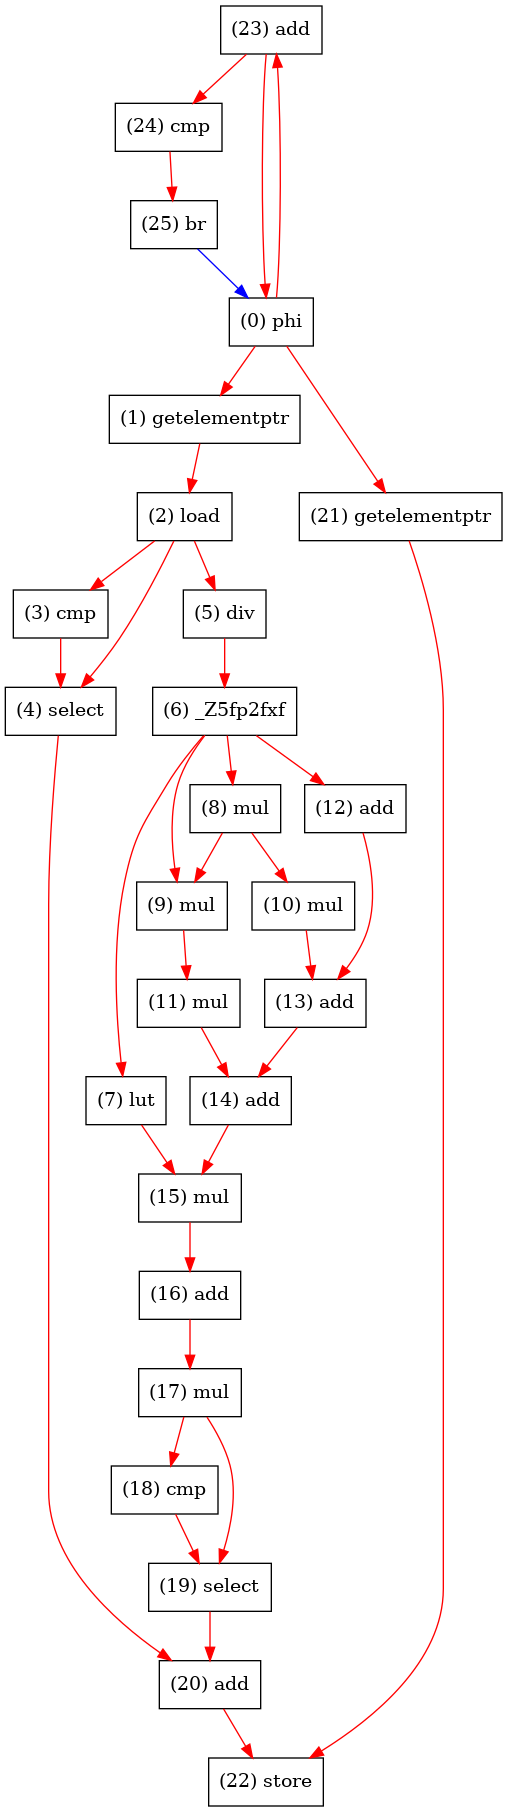 (23) add
(24) cmp
(25) br
(0) phi
(1) getelementptr
(2) load
(21) getelementptr
(3) cmp
(5) div
(4) select
(6) _Z5fp2fxf
(8) mul
(12) add
(9) mul
(10) mul
(11) mul
(13) add
(7) lut
(14) add
(15) mul
(16) add
(17) mul
(18) cmp
(19) select
(20) add
(22) store